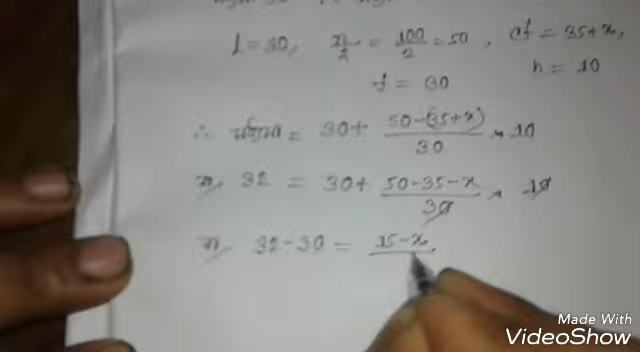 l = 30, n/2 = 100/2 = 50, cf = 35+x,
f = 30 h = 10
∴ = 30+ 50-(35+x)/30 × 10
32 = 30+ 50-35-x/30 × 10
32-30 = 15-x
Made With
VideoShow